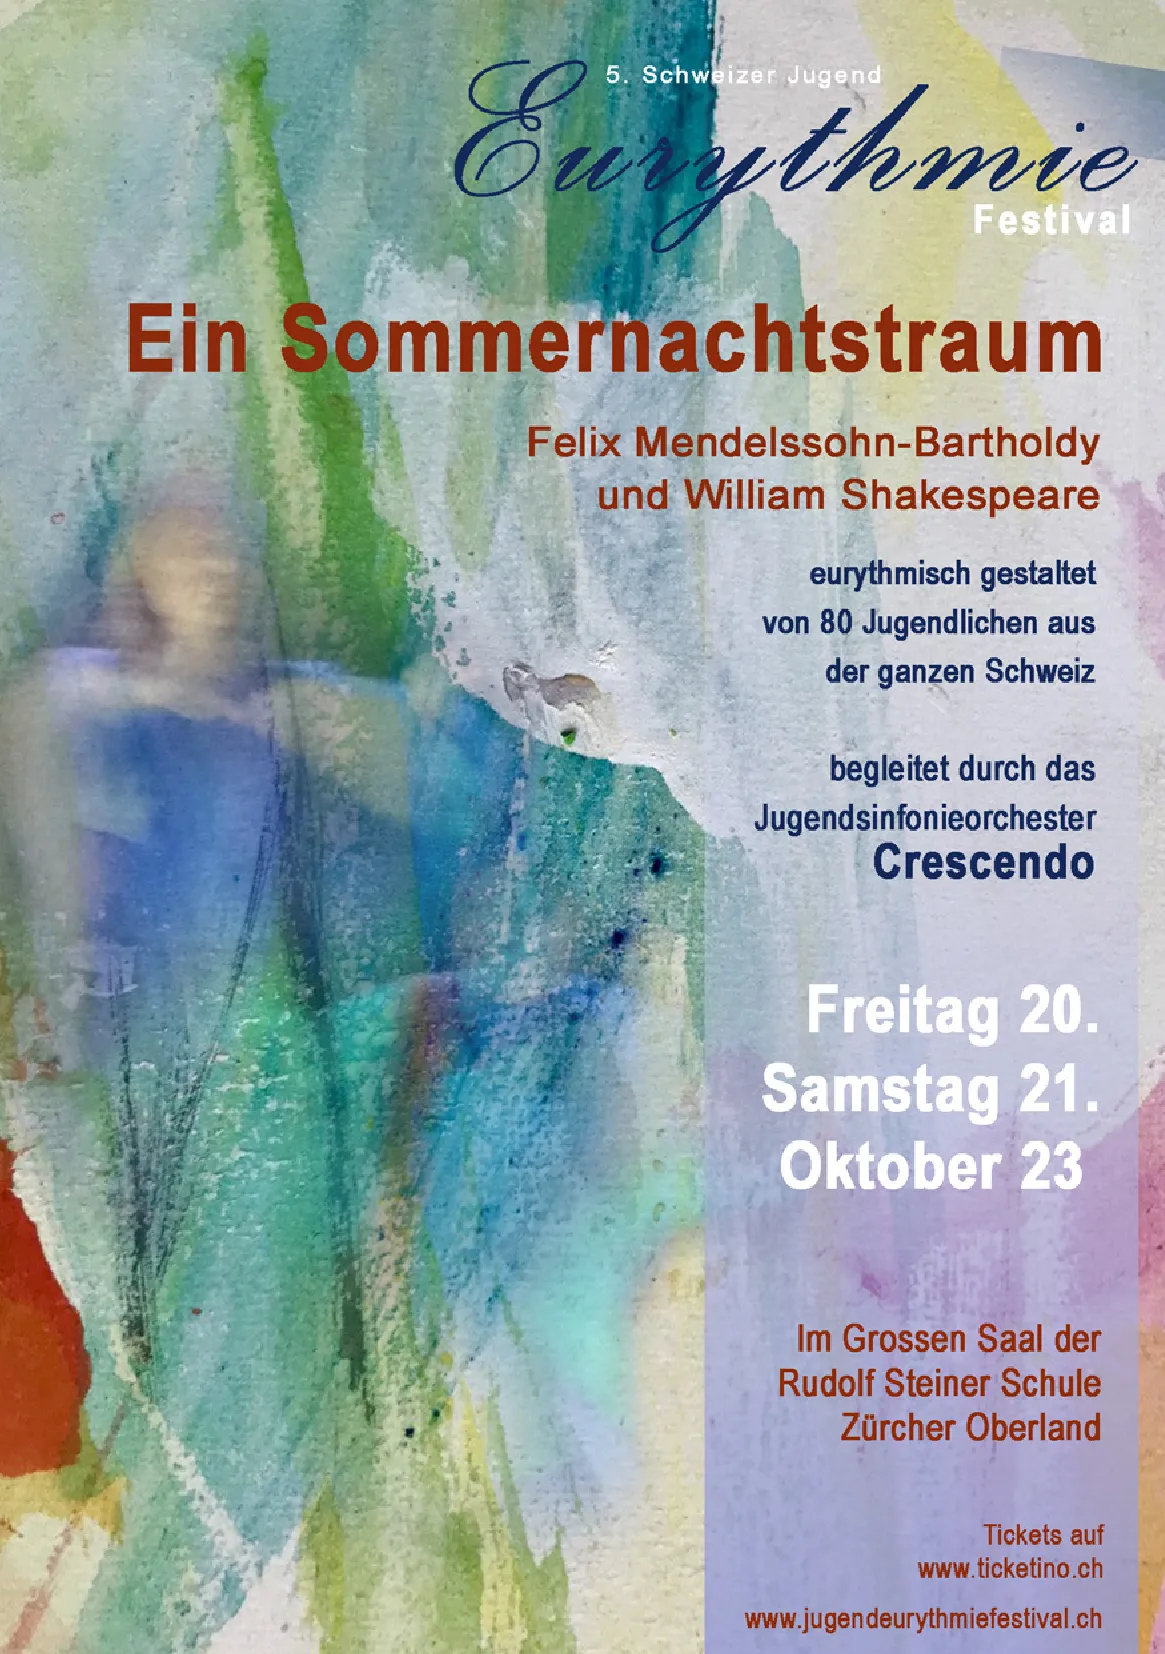 5. Schweizer Jugend
Eurythmie
Festival
Ein Sommernachtstraum
Felix Mendelssohn-Bartholdy
und William Shakespeare
eurythmisch gestaltet
von 80 Jugendlichen aus
der ganzen Schweiz
begleitet durch das
Jugendsinfonieorchester
Crescendo
Freitag 20.
Samstag 21.
Oktober 23
Im Grossen Saal der
Rudolf Steiner Schule
Zürcher Oberland
Tickets auf
www.ticketino.ch
www.jugendeurythmiefestival.ch